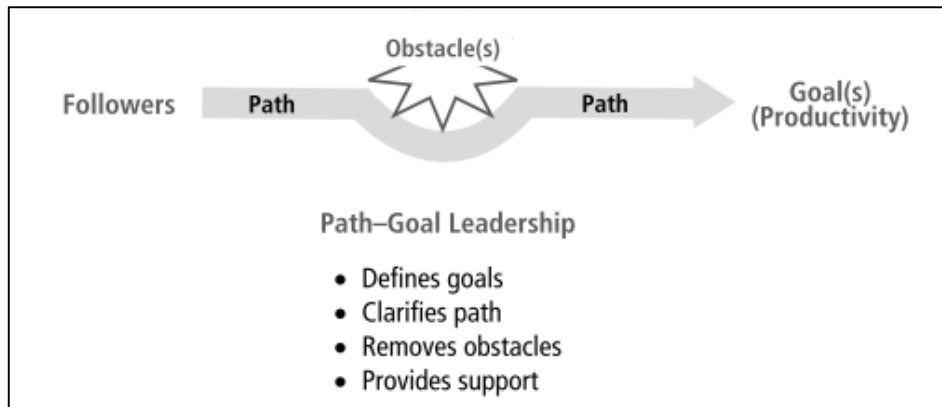 Obstacle(s)
Followers
Path
Path
Goal(s)
(Productivity)
Path–Goal Leadership
• Defines goals
• Clarifies path
• Removes obstacles
• Provides support